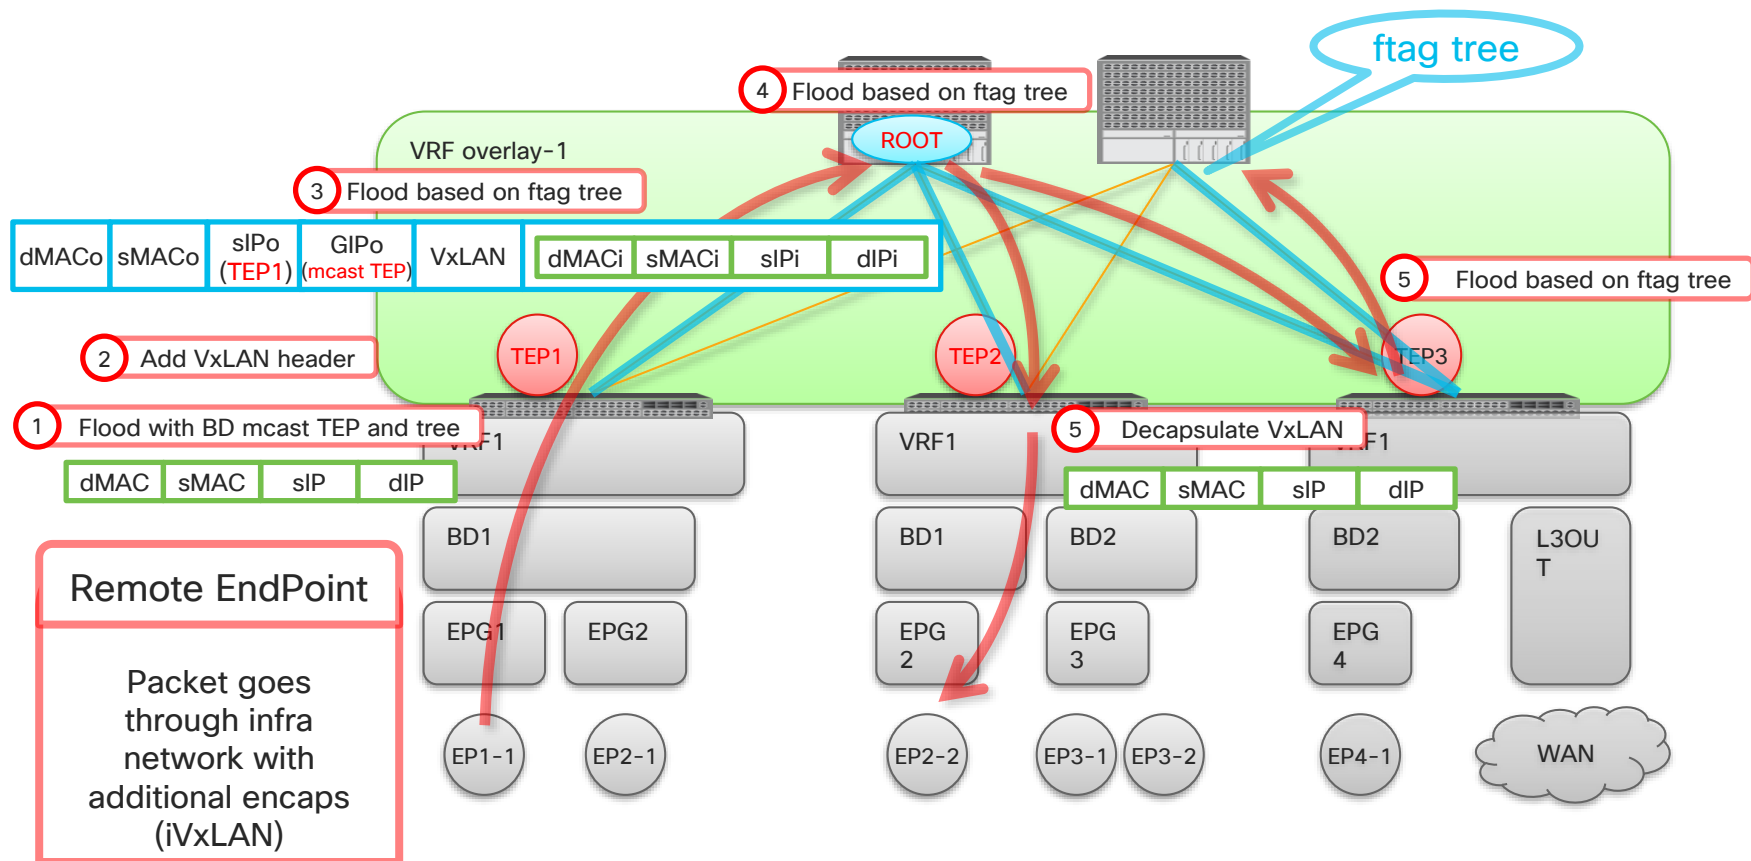 ftag tree
4 Flood based on ftag tree
ROOT
VRF overlay-1
3 Flood based on ftag tree
dMACo sMACo sIPo (TEP1) GIPo (mcast TEP) VxLAN dMACi sMACi sIPi dIPi
5 Flood based on ftag tree
2 Add VxLAN header
TEP1
TEP2
TEP3
1 Flood with BD mcast TEP and tree
5 Decapsulate VxLAN
VRF1
VRF1
VRF1
dMAC sMAC sIP dIP
dMAC sMAC sIP dIP
BD1
BD1
BD2
BD2
L3OU
T
Remote EndPoint
EPG1
EPG2
EPG
2
EPG
3
EPG
4
Packet goes
through infra
network with
additional encaps
(iVxLAN)
EP1-1
EP2-1
EP2-2
EP3-1
EP3-2
EP4-1
WAN